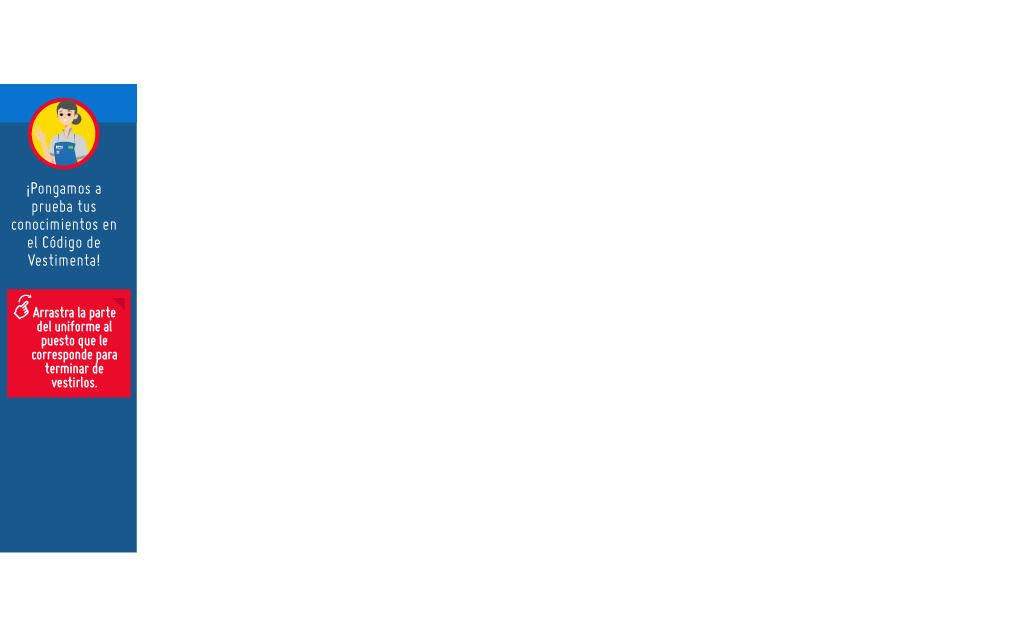 ¡Pongamos a
prueba tus
conocimientos en
el Código de
Vestimenta!
Arrastra la parte
del uniforme al
puesto que le
corresponde para
terminar de
vestirlos.